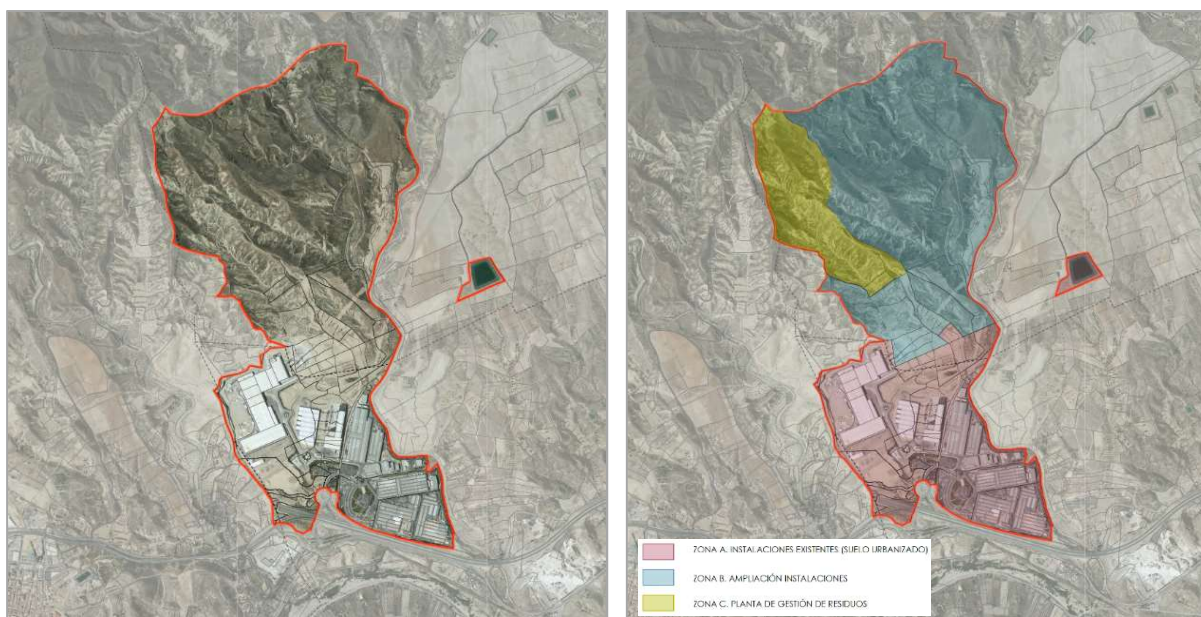 ZONA A. INSTALACIONES EXISTENTES (SUELO URBANIZADO)
ZONA B. AMPLIACIÓN INSTALACIONES
ZONA C. PLANTA DE GESTIÓN DE RESIDUOS